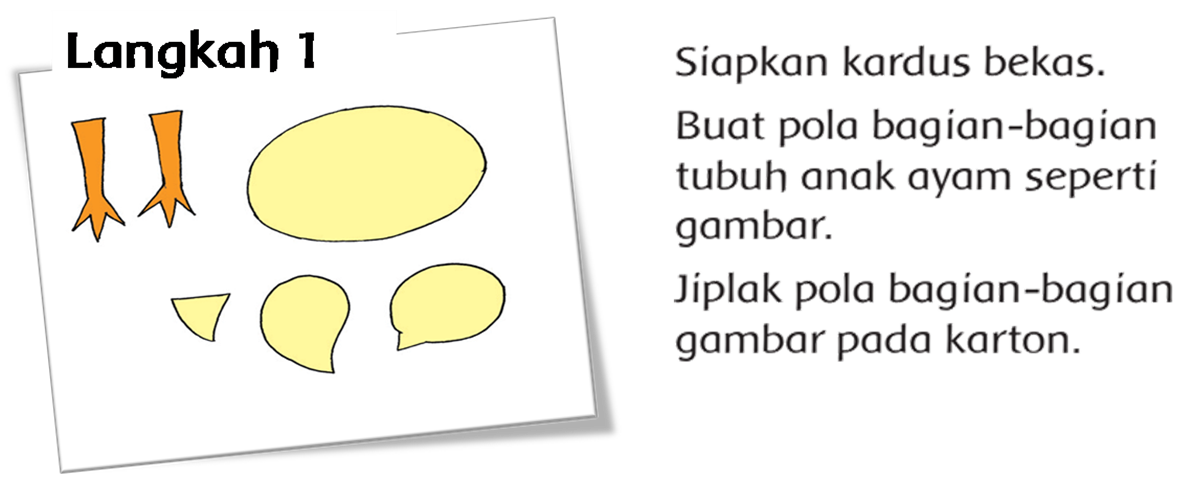 Langkah 1
Siapkan kardus bekas.
Buat pola bagian-bagian
tubuh anak ayam seperti
gambar.
Jiplak pola bagian-bagian
gambar pada karton.